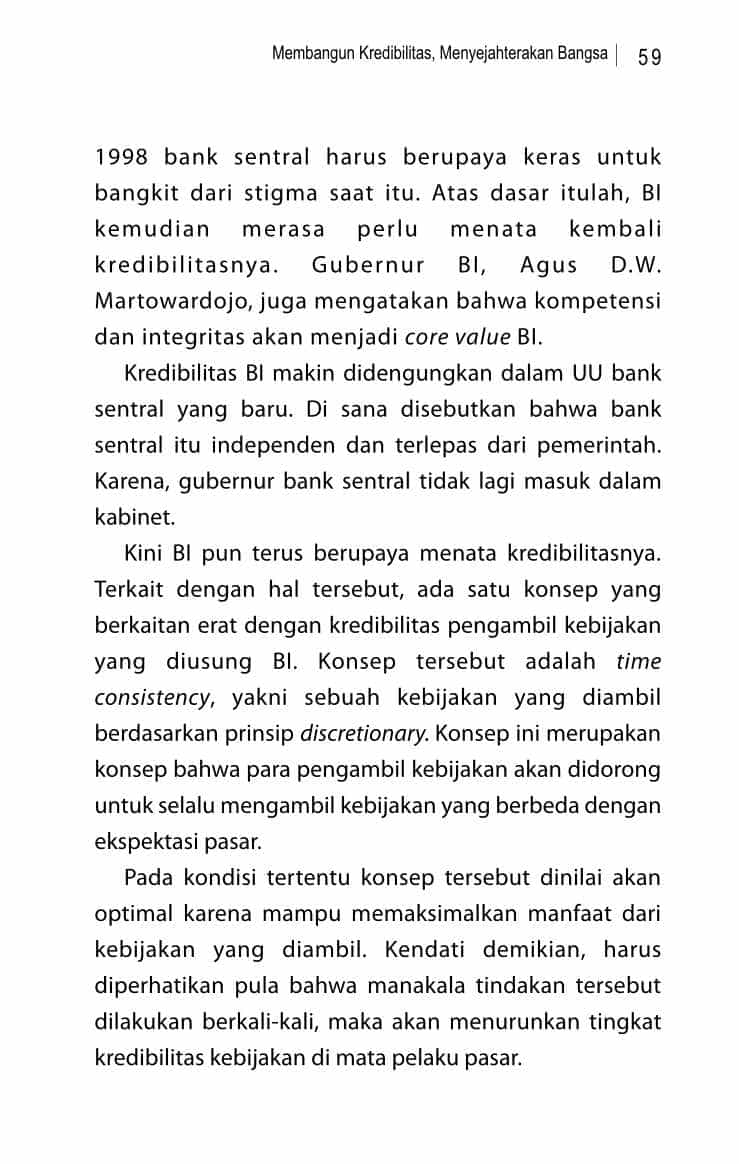 Membangun Kredibilitas, Menyejahterakan Bangsa | 59
1998 bank sentral harus berupaya keras untuk
bangkit dari stigma saat itu. Atas dasar itulah, BI
kemudian merasa perlu menata kembali
kredibilitasnya. Gubernur BI, Agus D.W.
Martowardojo, juga mengatakan bahwa kompetensi
dan integritas akan menjadi core value BI.
Kredibilitas BI makin didengungkan dalam UU bank
sentral yang baru. Di sana disebutkan bahwa bank
sentral itu independen dan terlepas dari pemerintah.
Karena, gubernur bank sentral tidak lagi masuk dalam
kabinet.
Kini BI pun terus berupaya menata kredibilitasnya.
Terkait dengan hal tersebut, ada satu konsep yang
berkaitan erat dengan kredibilitas pengambil kebijakan
yang diusung BI. Konsep tersebut adalah time
consistency, yakni sebuah kebijakan yang diambil
berdasarkan prinsip discretionary. Konsep ini merupakan
konsep bahwa para pengambil kebijakan akan didorong
untuk selalu mengambil kebijakan yang berbeda dengan
ekspektasi pasar.
Pada kondisi tertentu konsep tersebut dinilai akan
optimal karena mampu memaksimalkan manfaat dari
kebijakan yang diambil. Kendati demikian, harus
diperhatikan pula bahwa manakala tindakan tersebut
dilakukan berkali-kali, maka akan menurunkan tingkat
kredibilitas kebijakan di mata pelaku pasar.